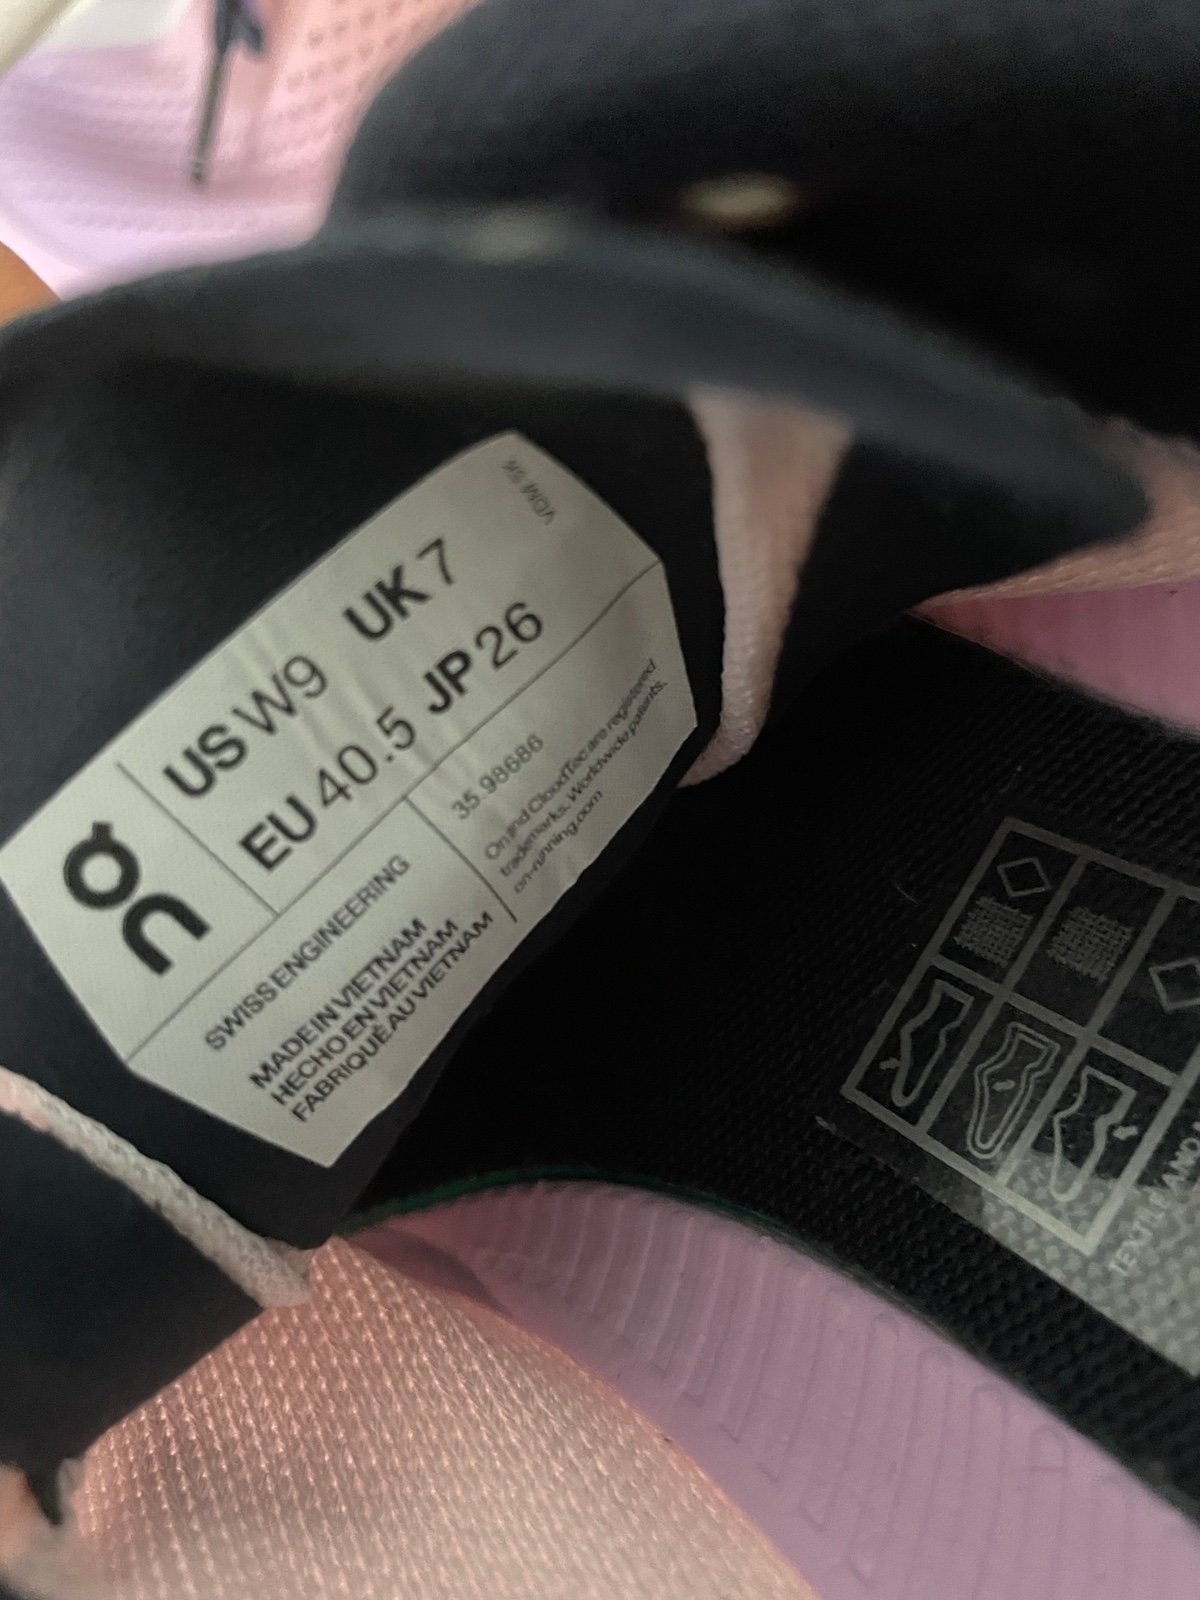 on
US W9 UK 7
EU 40.5 JP 26
35.98686
On and CloudTec are registered
trademarks. Worldwide patents.
on-running.com
SWISS ENGINEERING
MADE IN VIETNAM
HECHO EN VIETNAM
FABRIQUÉ AU VIETNAM